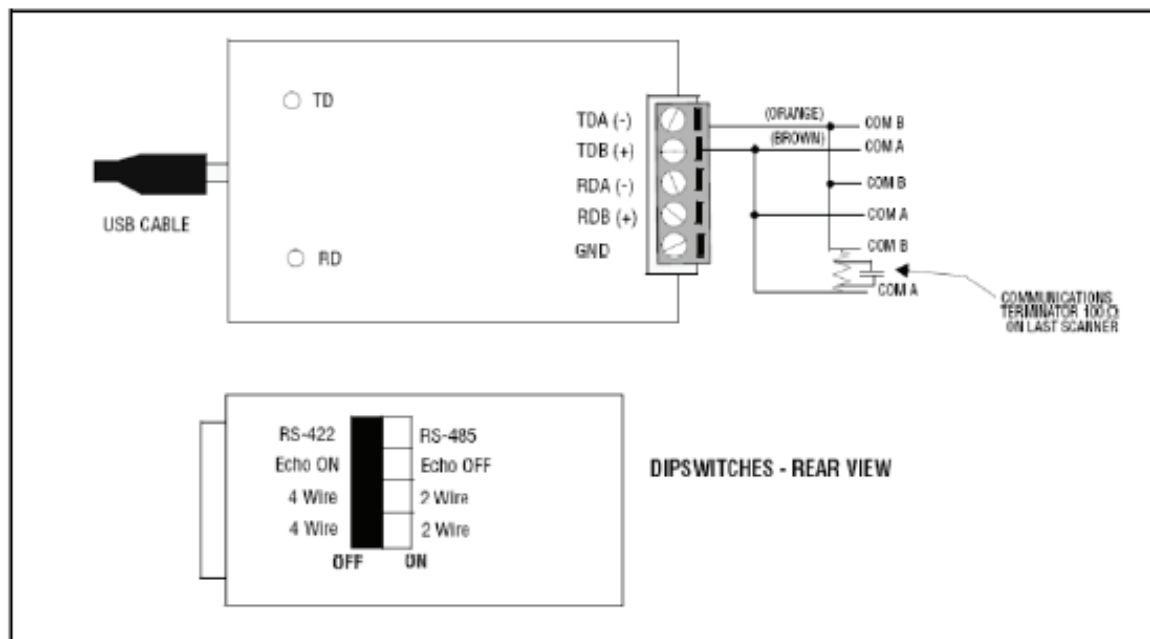 TD
TDA (-)
(ORANGE)
COM B
TDB (+)
(BROWN)
COM A
RDA (-)
COM B
USB CABLE
RDB (+)
COM A
RD
GND
COM B
COM A
COMMUNICATIONS
TERMINATOR 100 Ω
ON LAST SCANNER
RS-422
RS-485
Echo ON
Echo OFF
4 Wire
2 Wire
4 Wire
2 Wire
OFF
ON
DIPSWITCHES - REAR VIEW